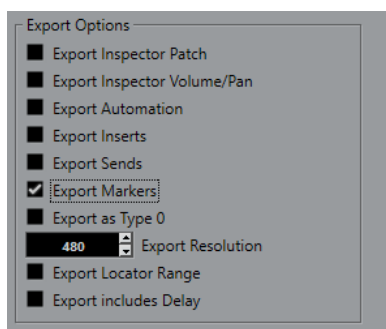 Export Options
Export Inspector Patch
Export Inspector Volume/Pan
Export Automation
Export Inserts
Export Sends
Export Markers
Export as Type 0
480 Export Resolution
Export Locator Range
Export includes Delay